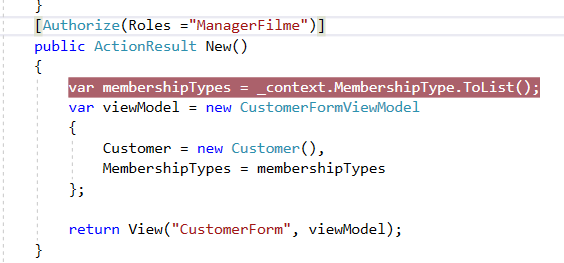 }
[Authorize(Roles ="ManagerFilme")]
public ActionResult New()
{
var membershipTypes = _context.MembershipType.ToList();
var viewModel = new CustomerFormViewModel
{
Customer = new Customer(),
MembershipTypes = membershipTypes
};
return View("CustomerForm", viewModel);
}